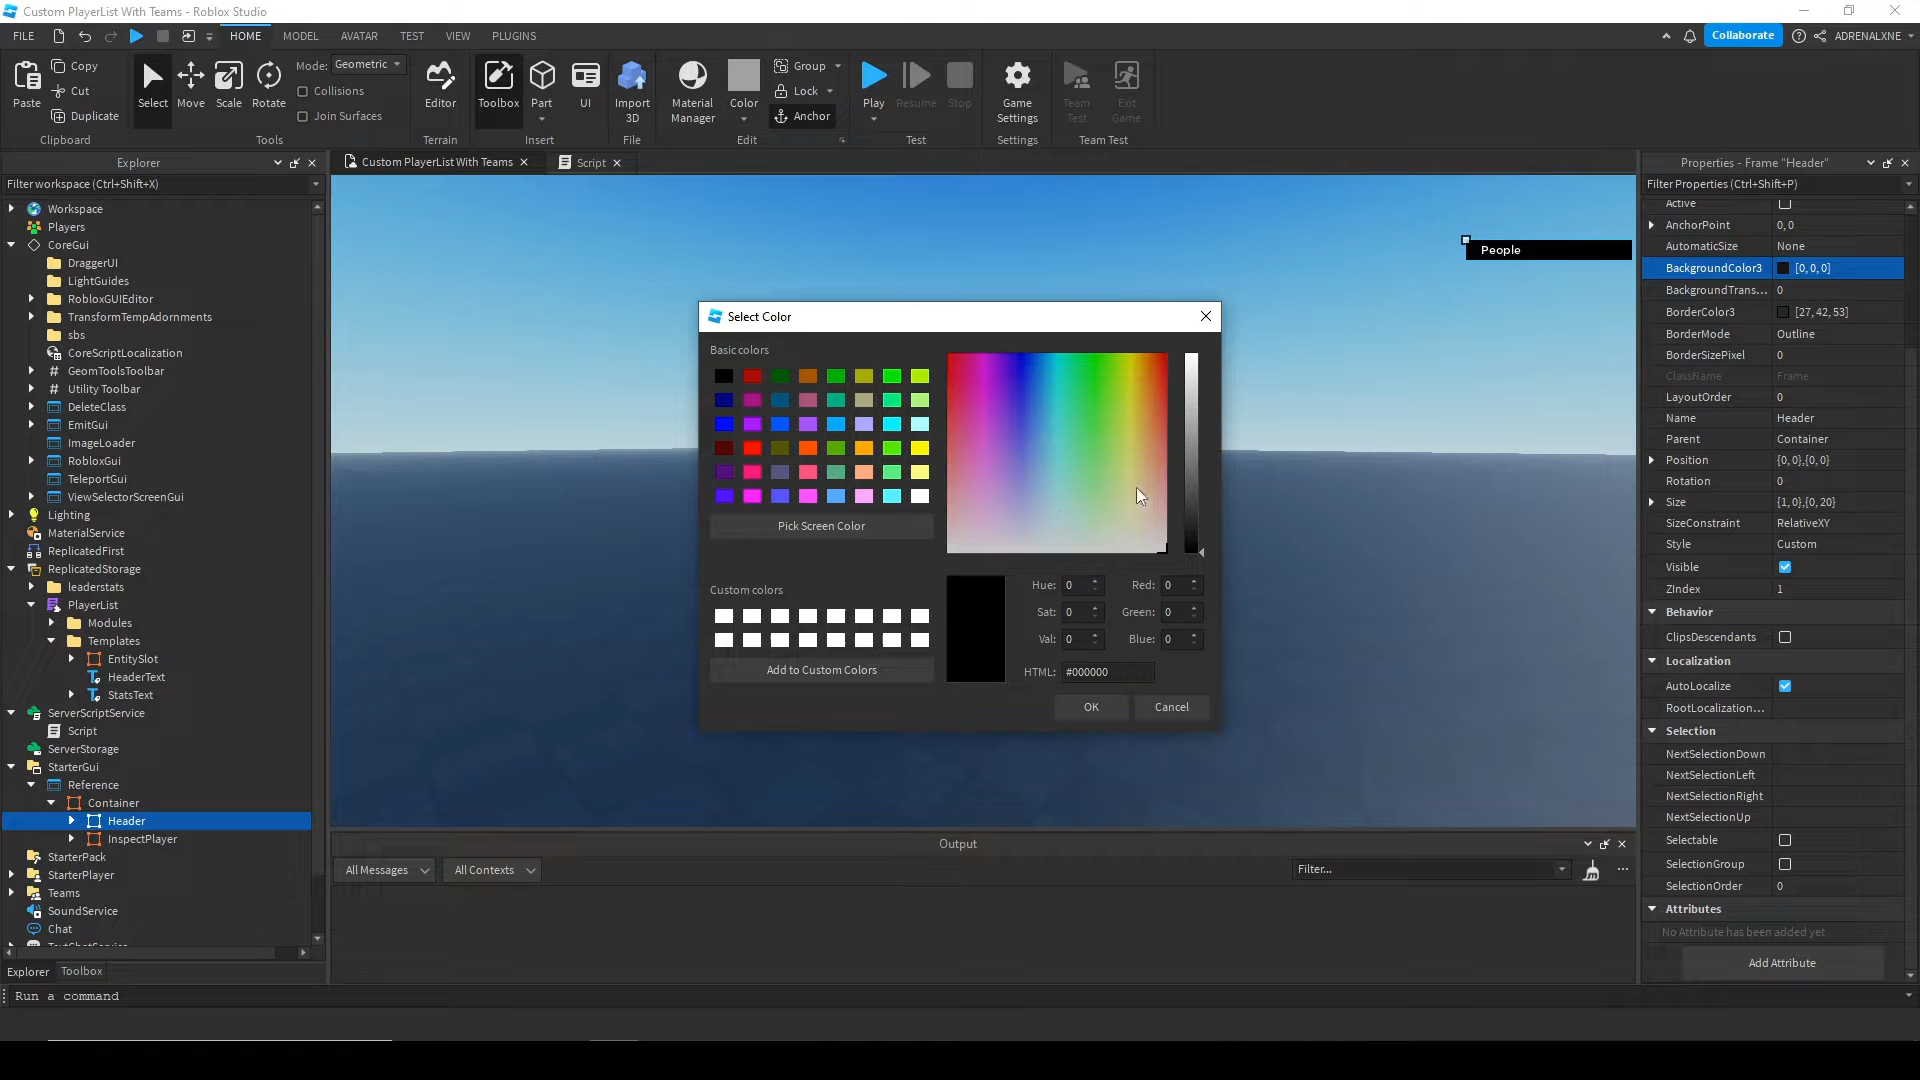 Custom PlayerList With Teams - Roblox Studio
FILE
HOME
MODEL
AVATAR
TEST
VIEW
PLUGINS
Collaborate
ADRENALXNE
Paste
Copy
Cut
Duplicate
Clipboard
Select
Move
Scale
Rotate
Mode:
Geometric
Collisions
Join Surfaces
Tools
Editor
Terrain
Toolbox
Part
UI
Insert
Import
3D
File
Material
Manager
Color
Group
Lock
Anchor
Edit
Play
Resume
Stop
Test
Game
Settings
Settings
Team
Test
Exit
Game
Team Test
Explorer
Filter workspace (Ctrl+Shift+X)
Workspace
Players
CoreGui
DraggerUI
LightGuides
RobloxGUIEditor
TransformTempAdornments
sbs
CoreScriptLocalization
GeomToolsToolbar
Utility Toolbar
DeleteClass
EmitGui
ImageLoader
RobloxGui
TeleportGui
ViewSelectorScreenGui
Lighting
MaterialService
ReplicatedFirst
ReplicatedStorage
leaderstats
PlayerList
Modules
Templates
EntitySlot
HeaderText
StatsText
ServerScriptService
Script
ServerStorage
StarterGui
Reference
Container
Header
InspectPlayer
StarterPack
StarterPlayer
Teams
SoundService
Chat
Explorer
Toolbox
Run a command
Custom PlayerList With Teams
Script
People
Select Color
Basic colors
Pick Screen Color
Custom colors
Add to Custom Colors
Hue: 0
Red: 0
Sat: 0
Green: 0
Val: 0
Blue: 0
HTML: #000000
OK
Cancel
Output
All Messages
All Contexts
Filter...
Properties - Frame "Header"
Filter Properties (Ctrl+Shift+P)
Active
AnchorPoint 0, 0
AutomaticSize None
BackgroundColor3 [0, 0, 0]
BackgroundTrans... 0
BorderColor3 [27, 42, 53]
BorderMode Outline
BorderSizePixel 0
ClassName Frame
LayoutOrder 0
Name Header
Parent Container
Position {0, 0},{0, 0}
Rotation 0
Size {1, 0},{0, 20}
SizeConstraint RelativeXY
Style Custom
Visible
ZIndex 1
Behavior
ClipsDescendants
Localization
AutoLocalize
RootLocalization...
Selection
NextSelectionDown
NextSelectionLeft
NextSelectionRight
NextSelectionUp
Selectable
SelectionGroup
SelectionOrder 0
Attributes
No Attribute has been added yet
Add Attribute